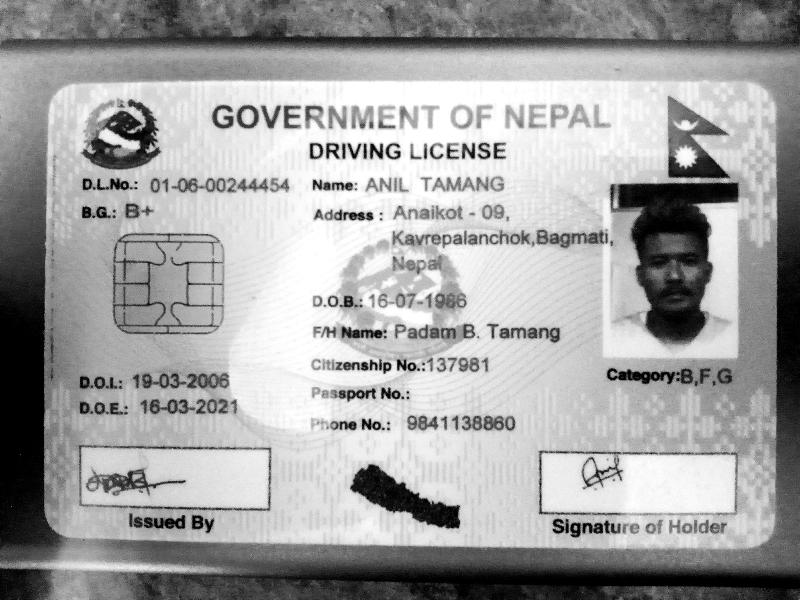 GOVERNMENT OF NEPAL
DRIVING LICENSE
D.L.No.: 01-06-00244454
Name: ANIL TAMANG
B.G.: B+
Address : Anaikot - 09,
Kavrepalanchok,Bagmati,
Nepal
D.O.B.: 16-07-1986
F/H Name: Padam B. Tamang
Citizenship No.:137981
Category:B,F,G
D.O.I.: 19-03-2006
Passport No.:
D.O.E.: 16-03-2021
Phone No.: 9841138860
Anil
Issued By
Signature of Holder